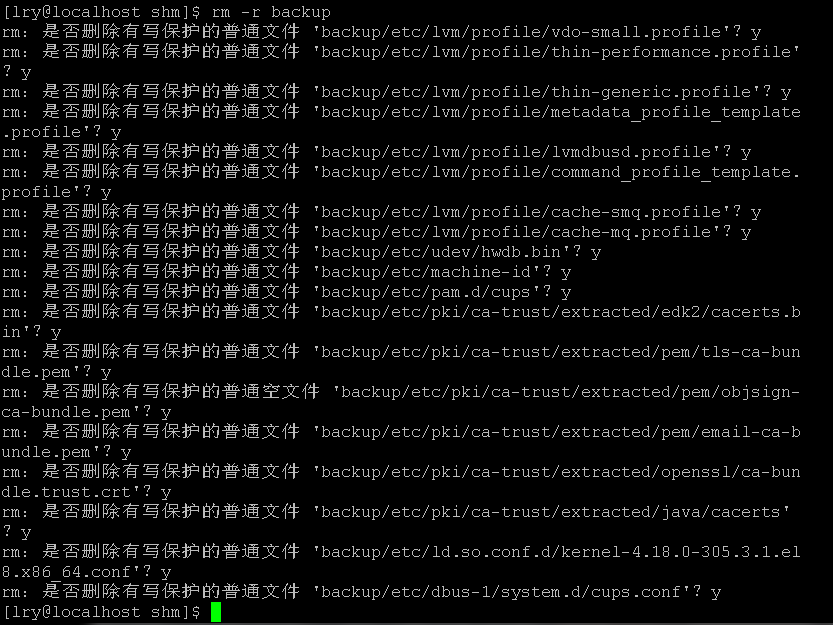 [lry@localhost shm]$ rm -r backup
rm: 是否删除有写保护的普通文件 'backup/etc/lvm/profile/vdo-small.profile'? y
rm: 是否删除有写保护的普通文件 'backup/etc/lvm/profile/thin-performance.profile'
? y
rm: 是否删除有写保护的普通文件 'backup/etc/lvm/profile/thin-generic.profile'? y
rm: 是否删除有写保护的普通文件 'backup/etc/lvm/profile/metadata_profile_template
.profile'? y
rm: 是否删除有写保护的普通文件 'backup/etc/lvm/profile/lvmdbusd.profile'? y
rm: 是否删除有写保护的普通文件 'backup/etc/lvm/profile/command_profile_template.
profile'? y
rm: 是否删除有写保护的普通文件 'backup/etc/lvm/profile/cache-smq.profile'? y
rm: 是否删除有写保护的普通文件 'backup/etc/lvm/profile/cache-mq.profile'? y
rm: 是否删除有写保护的普通文件 'backup/etc/udev/hwdb.bin'? y
rm: 是否删除有写保护的普通文件 'backup/etc/machine-id'? y
rm: 是否删除有写保护的普通文件 'backup/etc/pam.d/cups'? y
rm: 是否删除有写保护的普通文件 'backup/etc/pki/ca-trust/extracted/edk2/cacerts.b
in'? y
rm: 是否删除有写保护的普通文件 'backup/etc/pki/ca-trust/extracted/pem/tls-ca-bun
dle.pem'? y
rm: 是否删除有写保护的普通空文件 'backup/etc/pki/ca-trust/extracted/pem/objsign-
ca-bundle.pem'? y
rm: 是否删除有写保护的普通文件 'backup/etc/pki/ca-trust/extracted/pem/email-ca-b
undle.pem'? y
rm: 是否删除有写保护的普通文件 'backup/etc/pki/ca-trust/extracted/openssl/ca-bun
dle.trust.crt'? y
rm: 是否删除有写保护的普通文件 'backup/etc/pki/ca-trust/extracted/java/cacerts'
? y
rm: 是否删除有写保护的普通文件 'backup/etc/ld.so.conf.d/kernel-4.18.0-305.3.1.el
8.x86_64.conf'? y
rm: 是否删除有写保护的普通文件 'backup/etc/dbus-1/system.d/cups.conf'? y
[lry@localhost shm]$